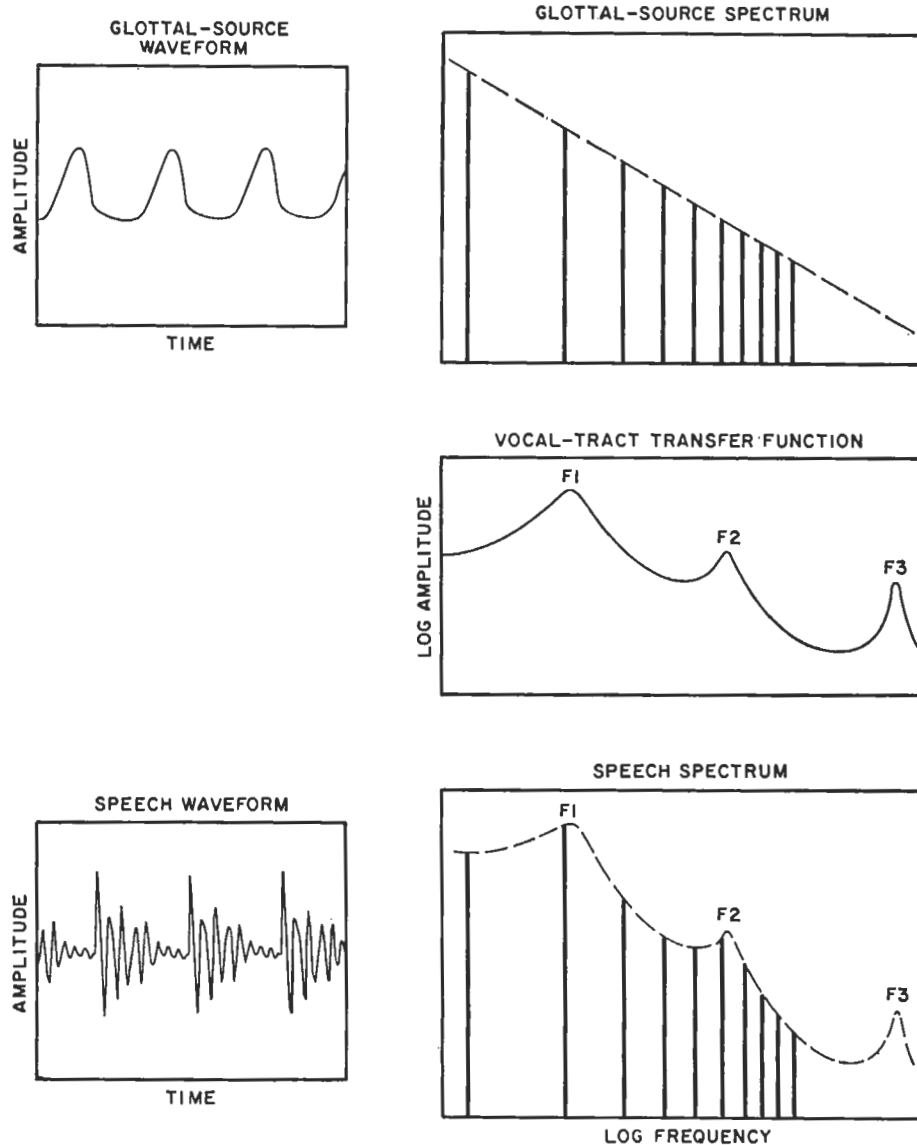 GLOTTAL-SOURCE
WAVEFORM
AMPLITUDE
TIME
GLOTTAL-SOURCE SPECTRUM
VOCAL-TRACT TRANSFER FUNCTION
LOG AMPLITUDE
F1
F2
F3
SPEECH WAVEFORM
AMPLITUDE
TIME
SPEECH SPECTRUM
F1
F2
F3
LOG FREQUENCY